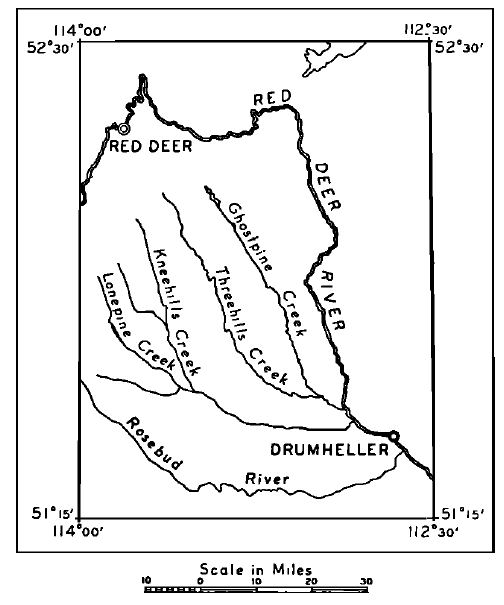 114°00'
112°30'
52°30'
52°30'
RED
RED DEER
DEER
RIVER
Ghostpine
Creek
Threehills Creek
Kneehills Creek
Lonepine Creek
DRUMHELLER
Rosebud
River
51°15'
51°15'
114°00'
112°30'
Scale in Miles
10 0 10 20 30